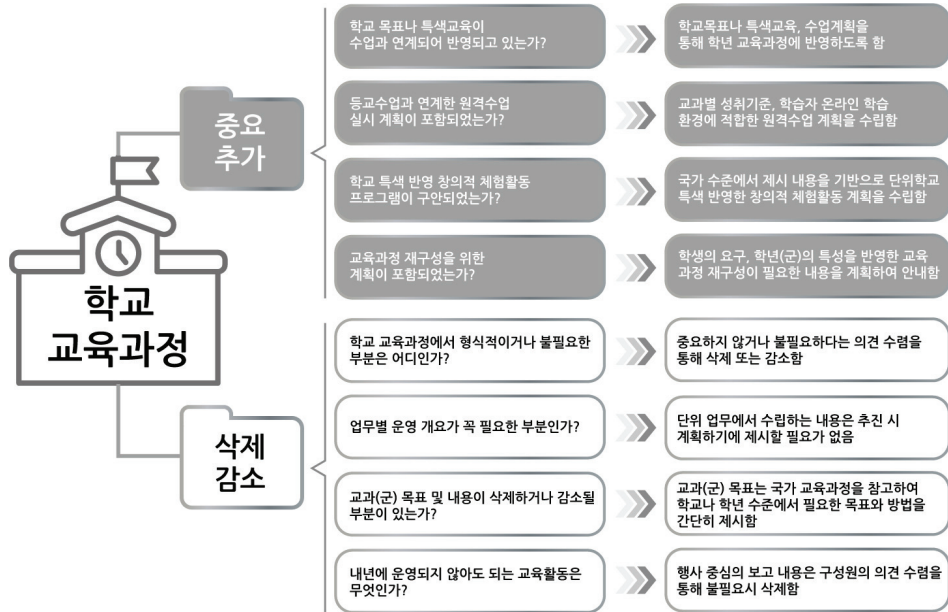 학교
교육과정
중요
추가
학교 목표나 특색교육이
수업과 연계되어 반영되고 있는가?
학교목표나 특색교육, 수업계획을
통해 학년 교육과정에 반영하도록 함
등교수업과 연계한 원격수업
실시 계획이 포함되었는가?
교과별 성취기준, 학습자 온라인 학습
환경에 적합한 원격수업 계획을 수립함
학교 특색 반영 창의적 체험활동
프로그램이 구안되었는가?
국가 수준에서 제시 내용을 기반으로 단위학교
특색 반영한 창의적 체험활동 계획을 수립함
교육과정 재구성을 위한
계획이 포함되었는가?
학생의 요구, 학년(군)의 특성을 반영한 교육
과정 재구성이 필요한 내용을 계획하여 안내함
삭제
감소
학교 교육과정에서 형식적이거나 불필요한
부분은 어디인가?
중요하지 않거나 불필요하다는 의견 수렴을
통해 삭제 또는 감소함
업무별 운영 개요가 꼭 필요한 부분인가?
단위 업무에서 수립하는 내용은 추진 시
계획하기에 제시할 필요가 없음
교과(군) 목표 및 내용이 삭제하거나 감소될
부분이 있는가?
교과(군) 목표는 국가 교육과정을 참고하여
학교나 학년 수준에서 필요한 목표와 방법을
간단히 제시함
내년에 운영되지 않아도 되는 교육활동은
무엇인가?
행사 중심의 보고 내용은 구성원의 의견 수렴을
통해 불필요시 삭제함